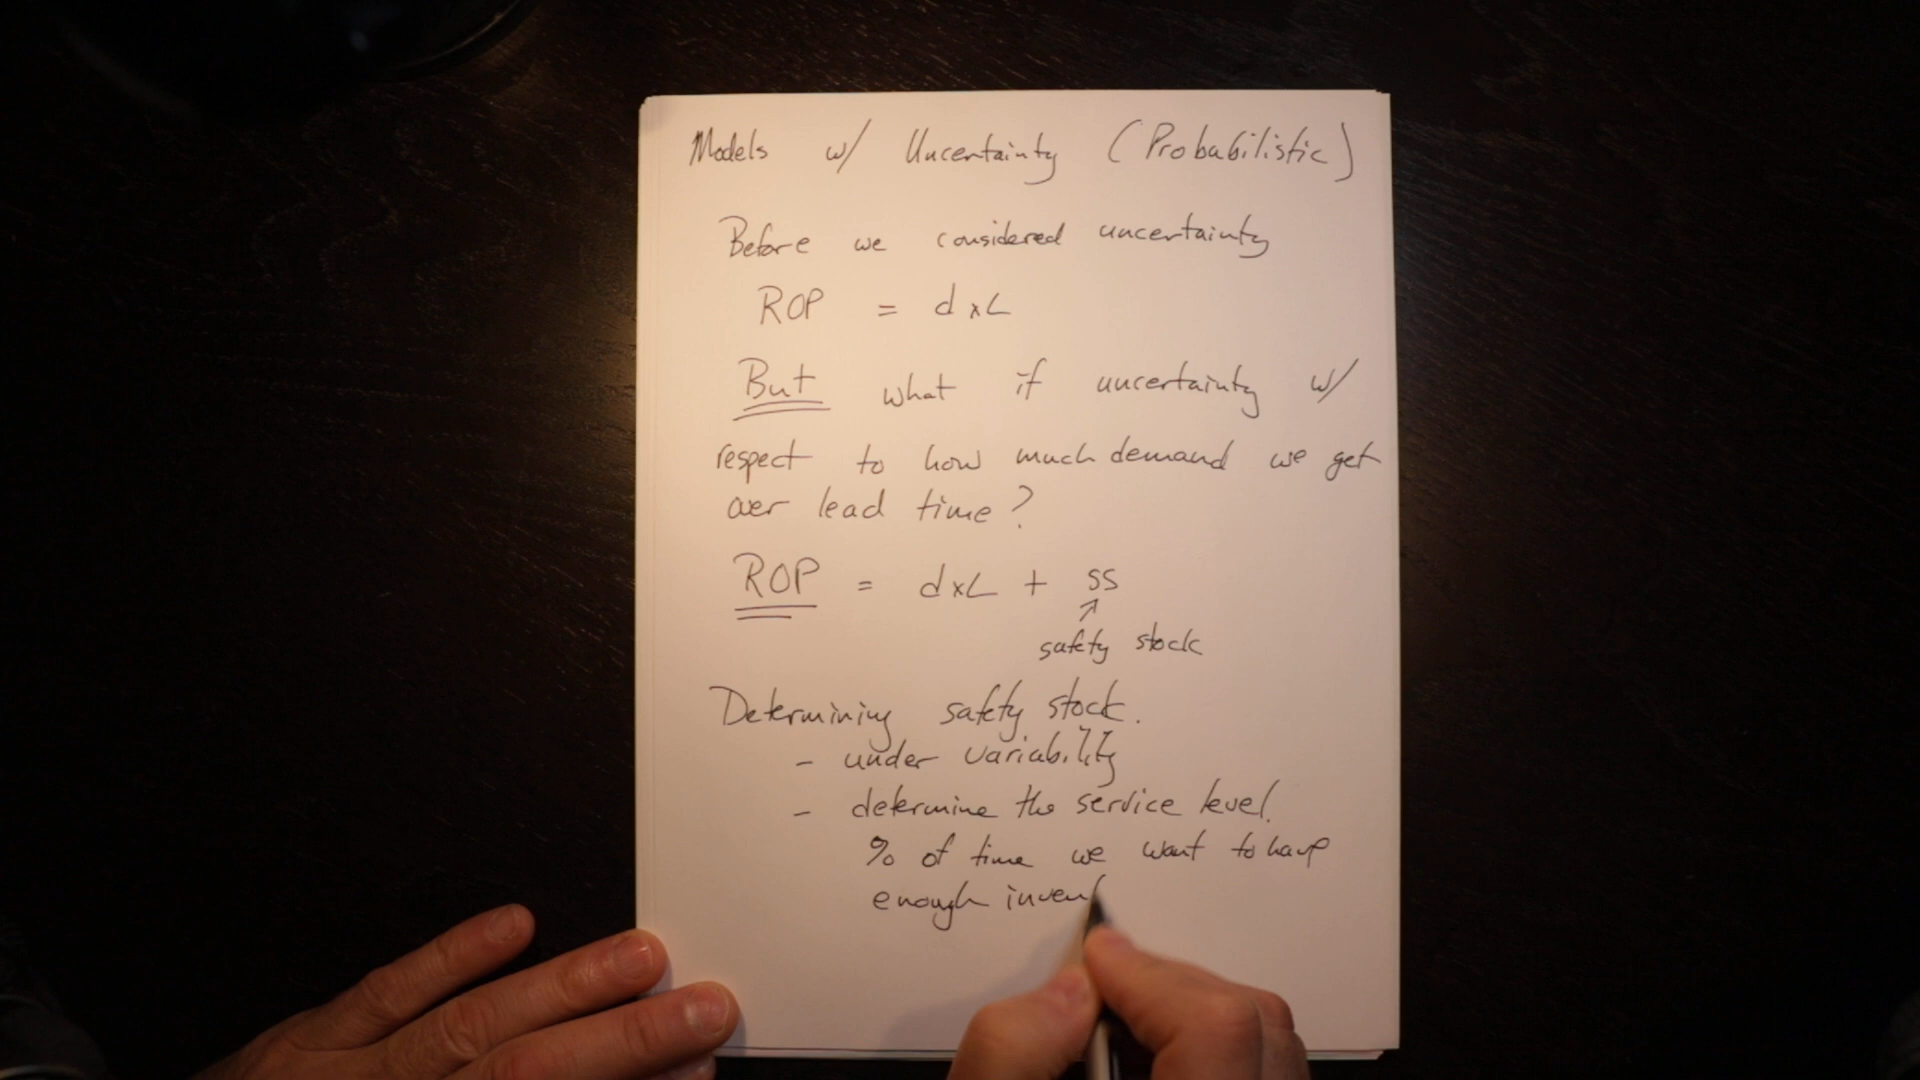 Models w/ Uncertainty (Probabilistic)
Before we considered uncertainty
ROP = d x L
But what if uncertainty w/
respect to how much demand we get
over lead time?
ROP = d x L + SS
safety stock
Determining safety stock.
- under variability
- determine the service level.
% of time we want to have
enough invent